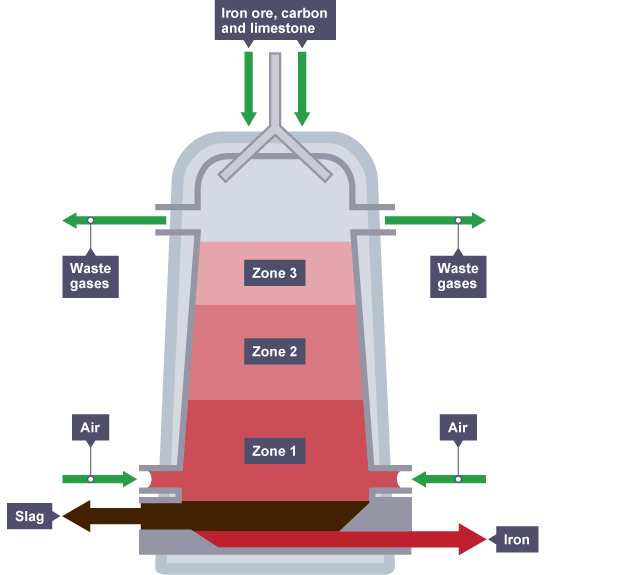 Iron ore, carbon
and limestone
Zone 3
Waste
gases
Waste
gases
Zone 2
Air
Air
Zone 1
Slag
Iron